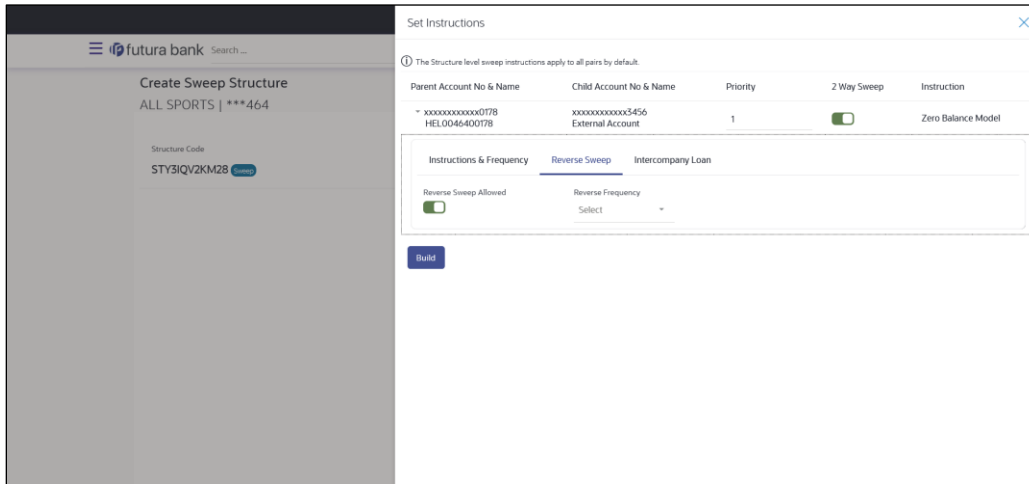 Set Instructions
futura bank Search ...
The Structure level sweep instructions apply to all pairs by default.
Create Sweep Structure
ALL SPORTS | ***464
Structure Code
STY3IQV2KM28 Sweep
Parent Account No & Name Child Account No & Name Priority 2 Way Sweep Instruction
xxxxxxxxxxxx0178 xxxxxxxxxxxx3456 1 Zero Balance Model
HEL0046400178 External Account
Instructions & Frequency Reverse Sweep Intercompany Loan
Reverse Sweep Allowed Reverse Frequency
Select
Build